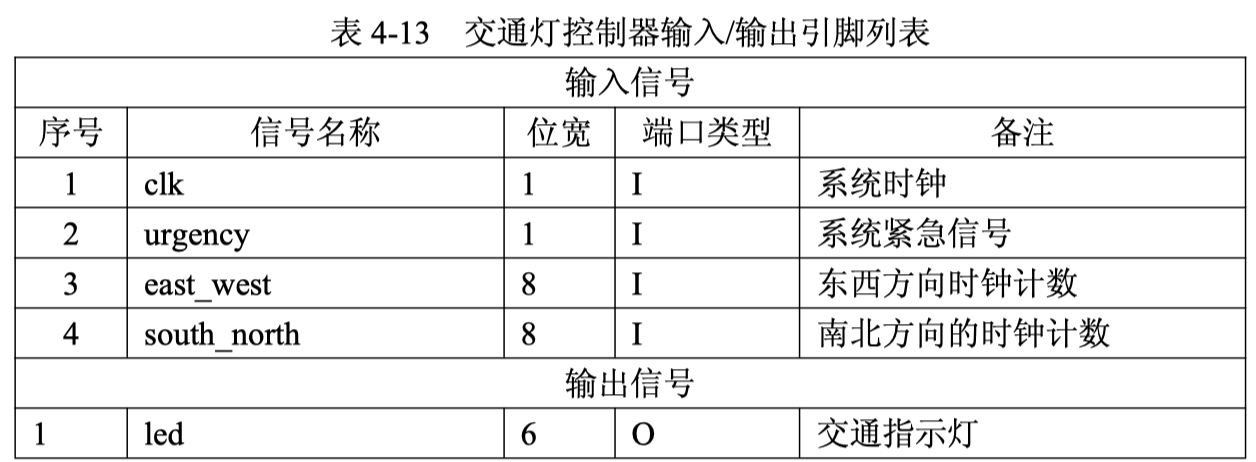 表 4-13 交通灯控制器输入/输出引脚列表
输入信号
序号 信号名称 位宽 端口类型 备注
1 clk 1 I 系统时钟
2 urgency 1 I 系统紧急信号
3 east_west 8 I 东西方向时钟计数
4 south_north 8 I 南北方向的时钟计数
输出信号
1 led 6 O 交通指示灯